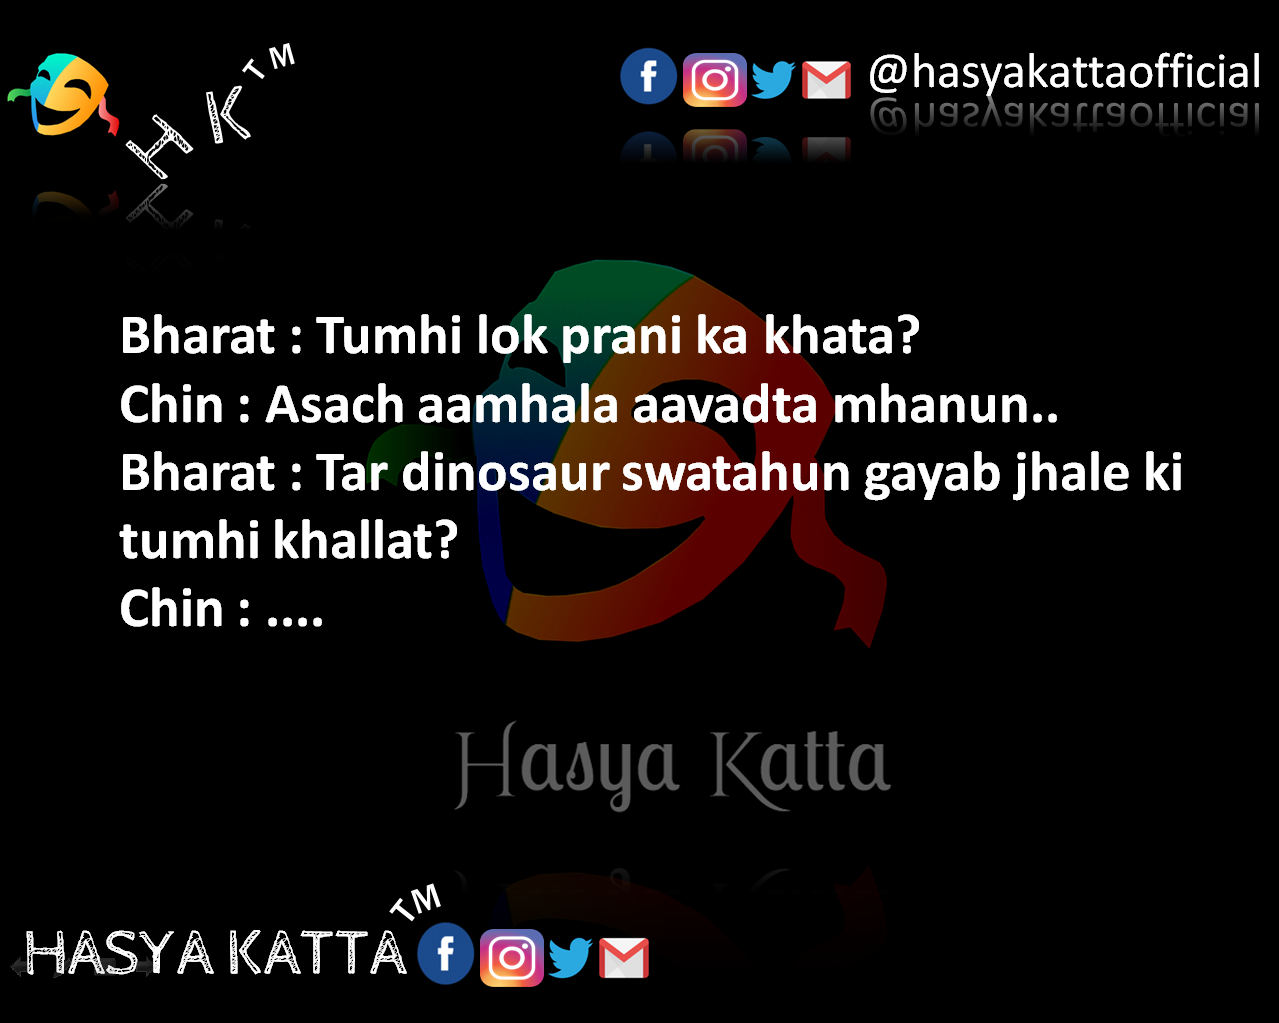 HK™
@hasyakattaofficial
Bharat : Tumhi lok prani ka khata?
Chin : Asach aamhala aavadta mhanun..
Bharat : Tar dinosaur swatahun gayab jhale ki
tumhi khallat?
Chin : ....
Hasya Katta
HASYA KATTA™